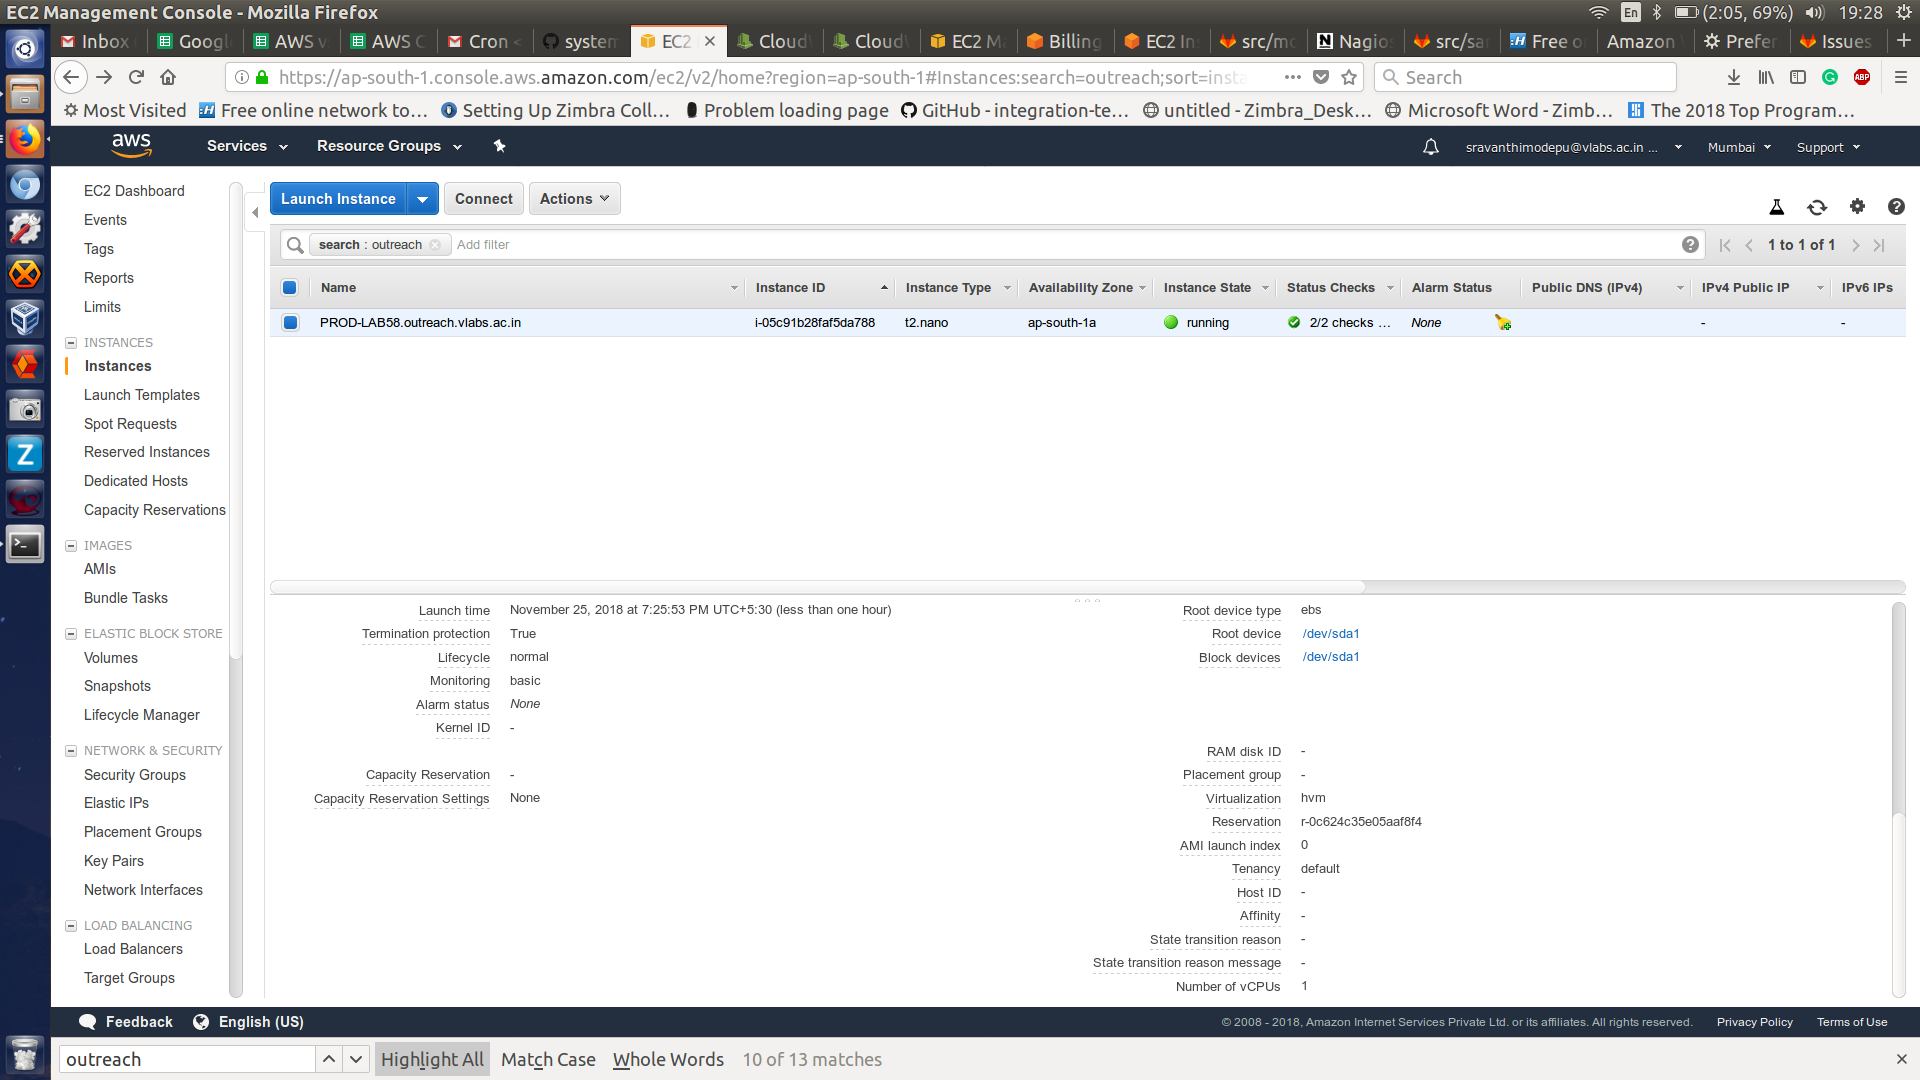 EC2 Management Console - Mozilla Firefox
En (2:05, 69%) 19:28
Inbox Googl AWS v AWS C Cron < system EC2 Cloud Cloud EC2 M Billing EC2 In src/mo Nagios src/sa Free o Amazon Prefer Issues
https://ap-south-1.console.aws.amazon.com/ec2/v2/home?region=ap-south-1#Instances:search=outreach;sort=insta Search ABP
Most Visited Free online network to... Setting Up Zimbra Coll... Problem loading page GitHub - integration-te... untitled - Zimbra_Desk... Microsoft Word - Zimb... The 2018 Top Program...
aws Services Resource Groups sravanthimodepu@vlabs.ac.in ... Mumbai Support
EC2 Dashboard
Events
Tags
Reports
Limits
INSTANCES
Instances
Launch Templates
Spot Requests
Reserved Instances
Dedicated Hosts
Capacity Reservations
IMAGES
AMIs
Bundle Tasks
ELASTIC BLOCK STORE
Volumes
Snapshots
Lifecycle Manager
NETWORK & SECURITY
Security Groups
Elastic IPs
Placement Groups
Key Pairs
Network Interfaces
LOAD BALANCING
Load Balancers
Target Groups
Launch Instance Connect Actions
search : outreach Add filter 1 to 1 of 1
Name Instance ID Instance Type Availability Zone Instance State Status Checks Alarm Status Public DNS (IPv4) IPv4 Public IP IPv6 IPs
PROD-LAB58.outreach.vlabs.ac.in i-05c91b28faf5da788 t2.nano ap-south-1a running 2/2 checks ... None - -
Launch time November 25, 2018 at 7:25:53 PM UTC+5:30 (less than one hour)
Termination protection True
Lifecycle normal
Monitoring basic
Alarm status None
Kernel ID -
Capacity Reservation -
Capacity Reservation Settings None
Root device type ebs
Root device /dev/sda1
Block devices /dev/sda1
RAM disk ID -
Placement group -
Virtualization hvm
Reservation r-0c624c35e05aaf8f4
AMI launch index 0
Tenancy default
Host ID -
Affinity -
State transition reason -
State transition reason message -
Number of vCPUs 1
Feedback English (US) © 2008 - 2018, Amazon Internet Services Private Ltd. or its affiliates. All rights reserved. Privacy Policy Terms of Use
outreach Highlight All Match Case Whole Words 10 of 13 matches